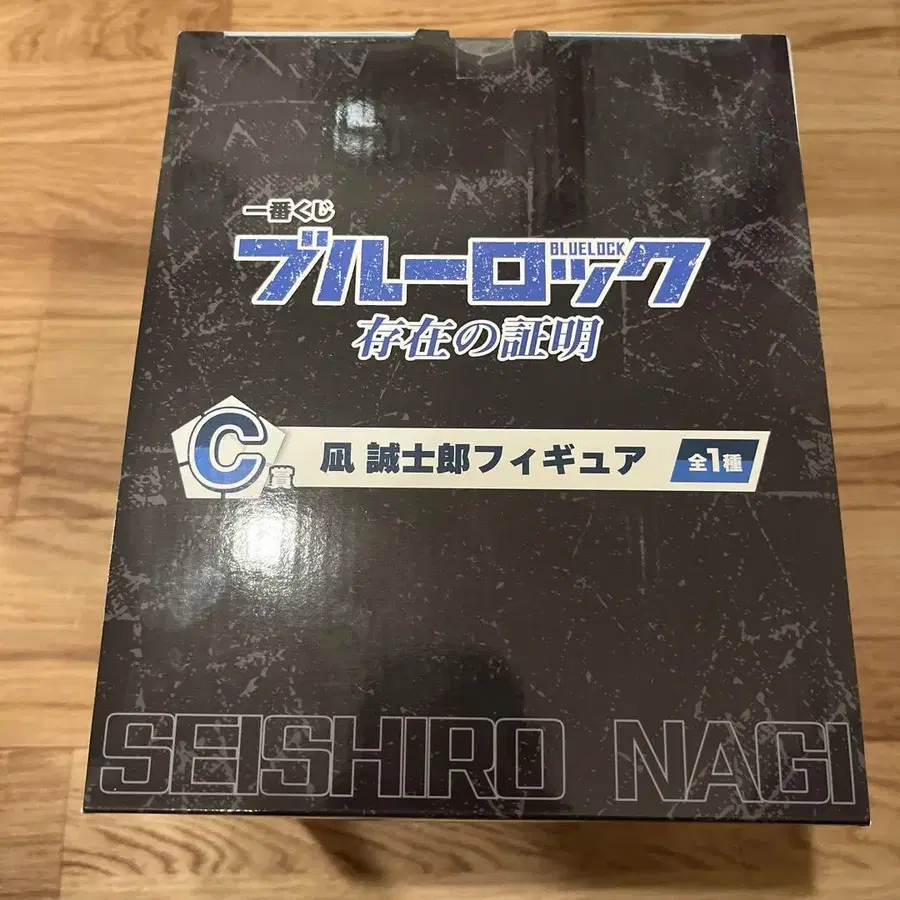 一番くじ
ブルーロック
BLUELOCK
存在の証明
C賞
凪 誠士郎フィギュア 全1種
SEISHIRO NAGI